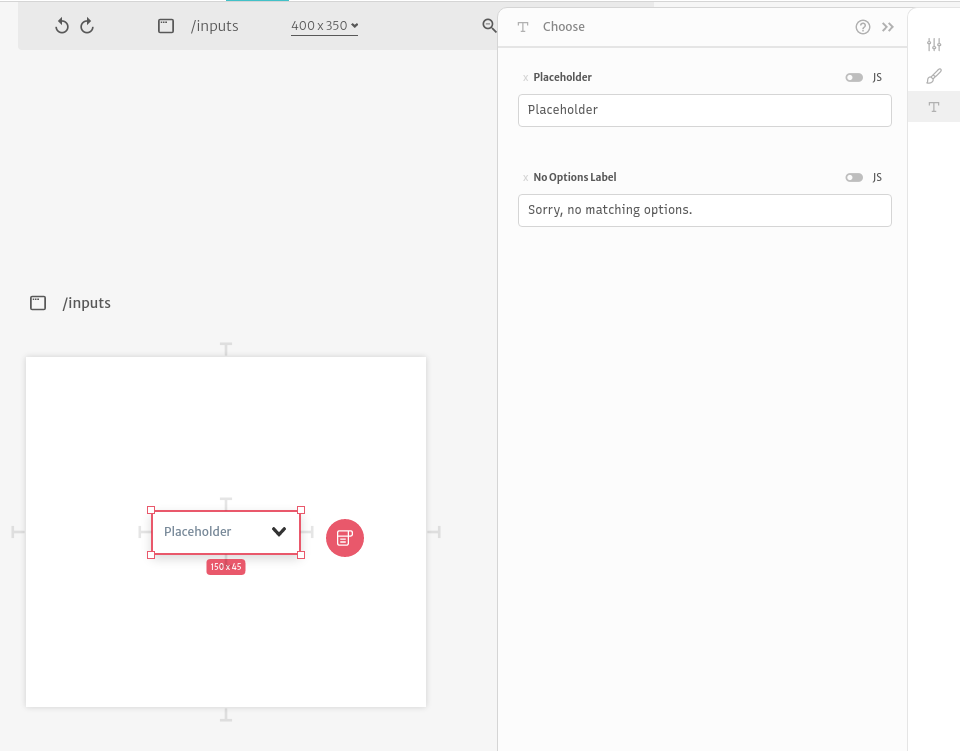 /inputs
400 x 350
T Choose
x Placeholder JS
Placeholder
x No Options Label JS
Sorry, no matching options.
T
/inputs
Placeholder
150 x 45